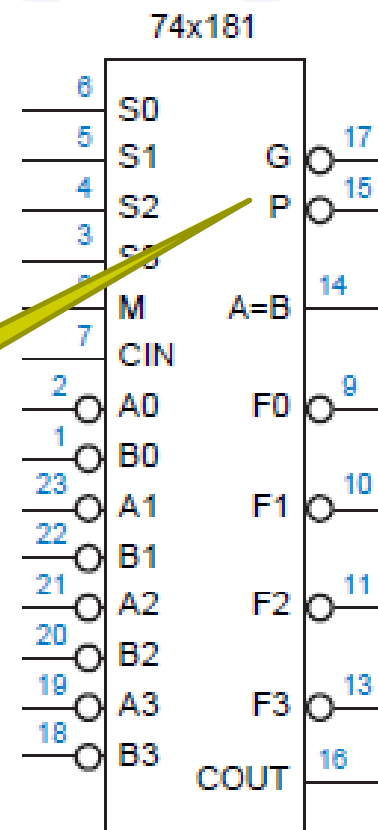 74x181
6 S0
5 S1 G 17
4 S2 P 15
3
M A=B 14
7 CIN
2 A0 F0 9
1 B0
23 A1 F1 10
22 B1
21 A2 F2 11
20 B2
19 A3 F3 13
18 B3
COUT 16